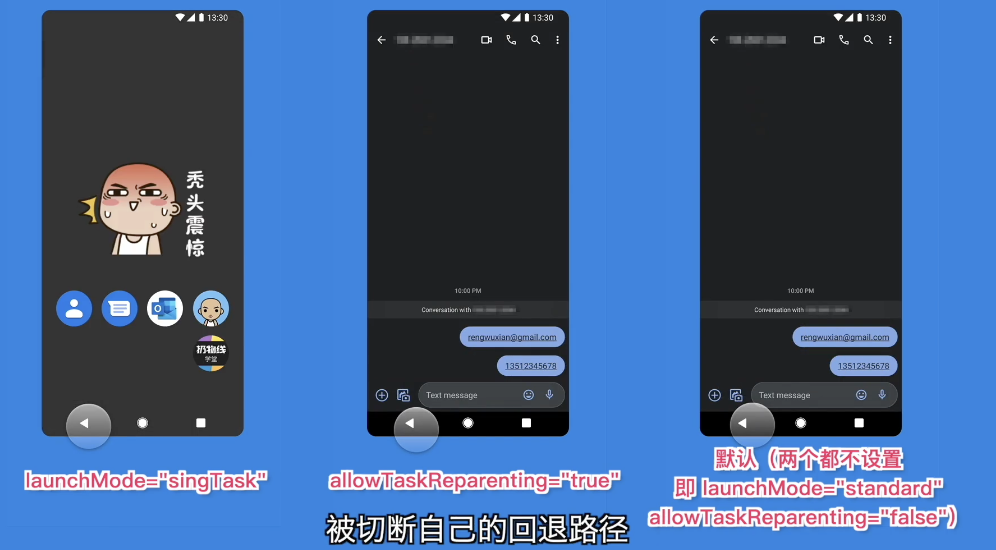 13:30
秃头震惊
扔物线
学堂
launchMode="singTask"
13:30
10:00 PM
Conversation with
rengwuxian@gmail.com
13512345678
Text message
allowTaskReparenting="true"
13:30
10:00 PM
Conversation with
rengwuxian@gmail.com
13512345678
Text message
默认（两个都不设置
即 launchMode="standard"
allowTaskReparenting="false"）
被切断自己的回退路径